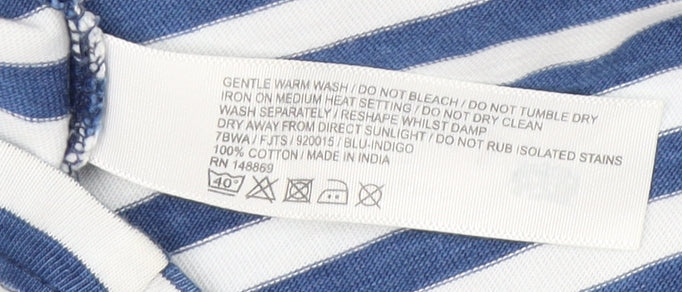 GENTLE WARM WASH / DO NOT BLEACH / DO NOT TUMBLE DRY
IRON ON MEDIUM HEAT SETTING / DO NOT DRY CLEAN
WASH SEPARATELY / RESHAPE WHILST DAMP
DRY AWAY FROM DIRECT SUNLIGHT / DO NOT RUB ISOLATED STAINS
7BWA / FJTS / 920015 / BLU-INDIGO
100% COTTON / MADE IN INDIA
RN 148869
40°